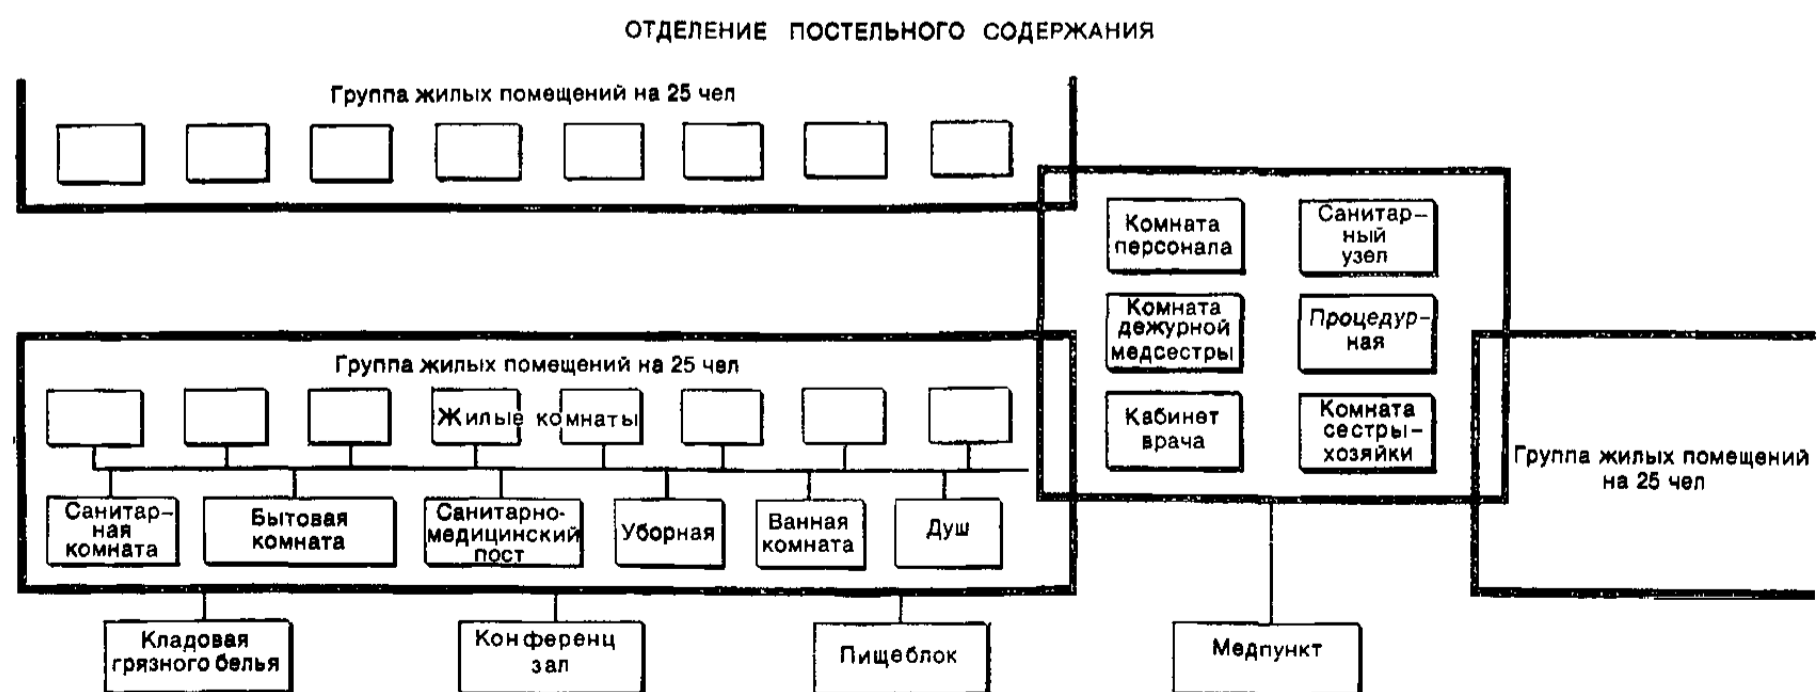 ОТДЕЛЕНИЕ ПОСТЕЛЬНОГО СОДЕРЖАНИЯ
Группа жилых помещений на 25 чел
Комната
персонала
Санитар-
ный
узел
Комната
дежурной
медсестры
Процедур-
ная
Кабинет
врача
Комната
сестры-
хозяйки
Группа жилых помещений на 25 чел
Жилые комнаты
Санитар-
ная
комната
Бытовая
комната
Санитарно-
медицинский
пост
Уборная
Ванная
комната
Душ
Группа жилых помещений
на 25 чел
Кладовая
грязного белья
Конференц
зал
Пищеблок
Медпункт